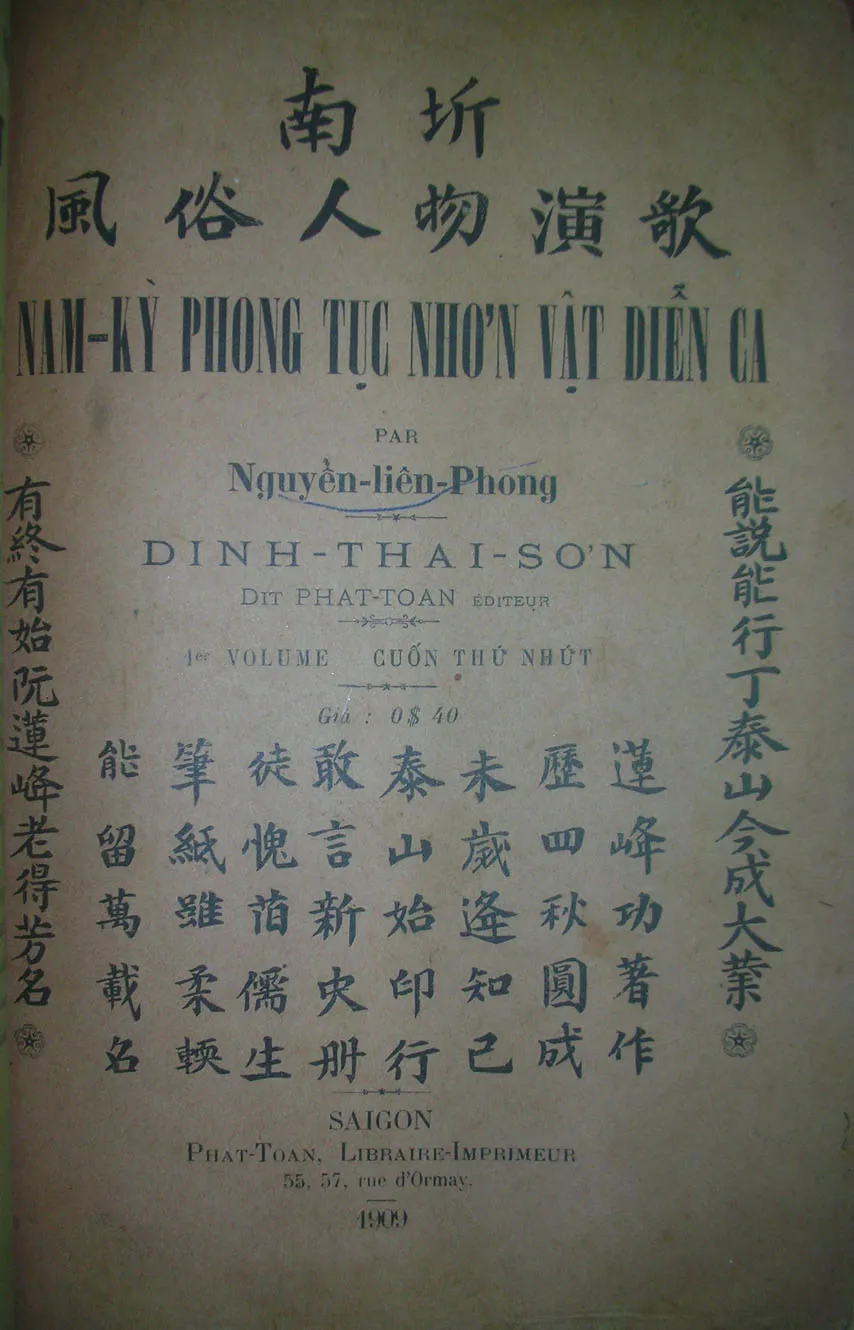 南圻
風俗人物演歌
NAM-KỲ PHONG TỤC NHƠN VẬT DIỄN CA
PAR
Nguyễn-liên-Phong
DINH-THAI-SƠN
DIT PHAT-TOAN ÉDITEUR
1er VOLUME CUỐN THỨ NHỨT
Giá : 0$ 40
能説能行丁泰山今成大業
蓮峰功著作
歷四秋圓成
未歲逢知己
泰山始印行
敢言新史册
徒愧萡儒生
筆紙雖柔輭
能留萬載名
有終有始阮蓮峰老得芳名
SAIGON
PHAT-TOAN, LIBRAIRE-IMPRIMEUR
55, 57, rue d'Ormay.
1909